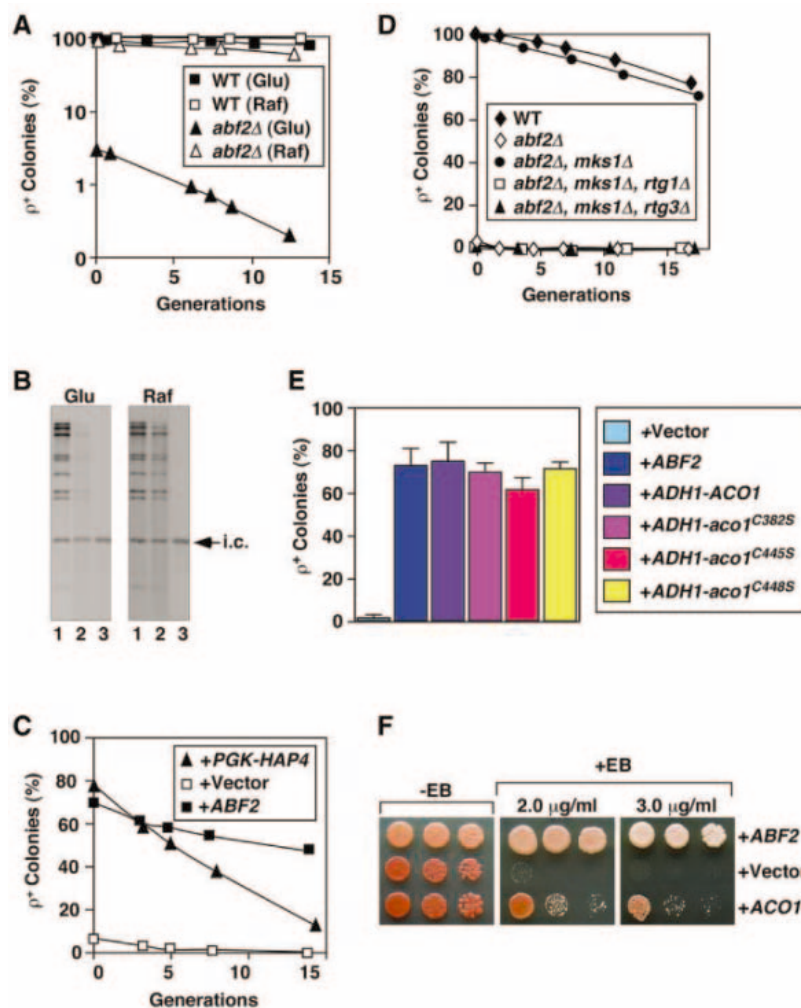 A
ρ⁺ Colonies (%)
100
10
1
0
WT (Glu)
WT (Raf)
abf2Δ (Glu)
abf2Δ (Raf)
0 5 10 15
Generations
D
ρ⁺ Colonies (%)
100
80
60
40
20
0
WT
abf2Δ
abf2Δ, mks1Δ
abf2Δ, mks1Δ, rtg1Δ
abf2Δ, mks1Δ, rtg3Δ
0 5 10 15
Generations
B
Glu Raf
i.c.
1 2 3 1 2 3
E
ρ⁺ Colonies (%)
100
80
60
40
20
0
+Vector
+ABF2
+ADH1-ACO1
+ADH1-aco1C382S
+ADH1-aco1C445S
+ADH1-aco1C448S
C
ρ⁺ Colonies (%)
100
80
60
40
20
0
+PGK-HAP4
+Vector
+ABF2
0 5 10 15
Generations
F
+EB
-EB
2.0 μg/ml 3.0 μg/ml
+ABF2
+Vector
+ACO1